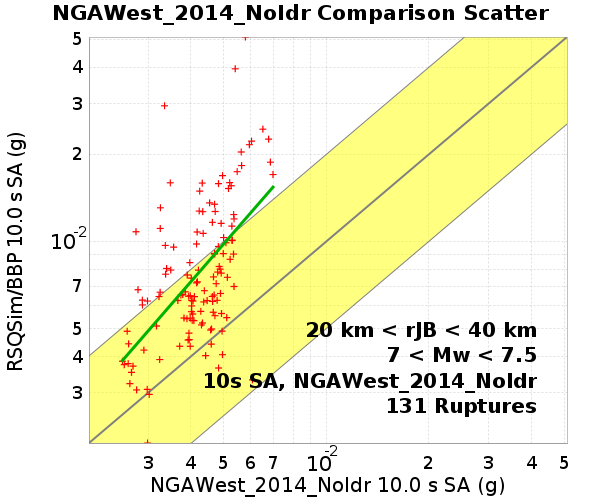 NGAWest_2014_NoIdr Comparison Scatter
RSQSim/BBP 10.0 s SA (g)
5
4
3
2
10-2
7
5
4
3
20 km < rJB < 40 km
7 < Mw < 7.5
10s SA, NGAWest_2014_NoIdr
131 Ruptures
3 4 5 6 7 10-2 2 3 4 5
NGAWest_2014_NoIdr 10.0 s SA (g)